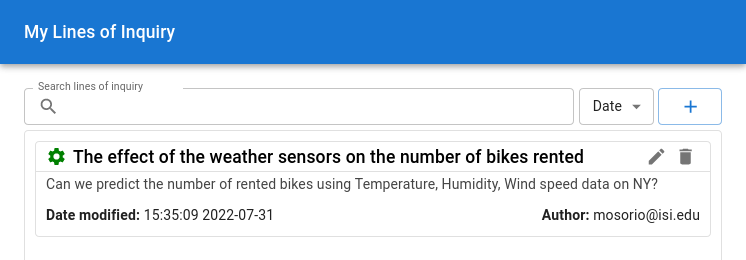 My Lines of Inquiry
Search lines of inquiry
Date
The effect of the weather sensors on the number of bikes rented
Can we predict the number of rented bikes using Temperature, Humidity, Wind speed data on NY?
Date modified: 15:35:09 2022-07-31 Author: mosorio@isi.edu